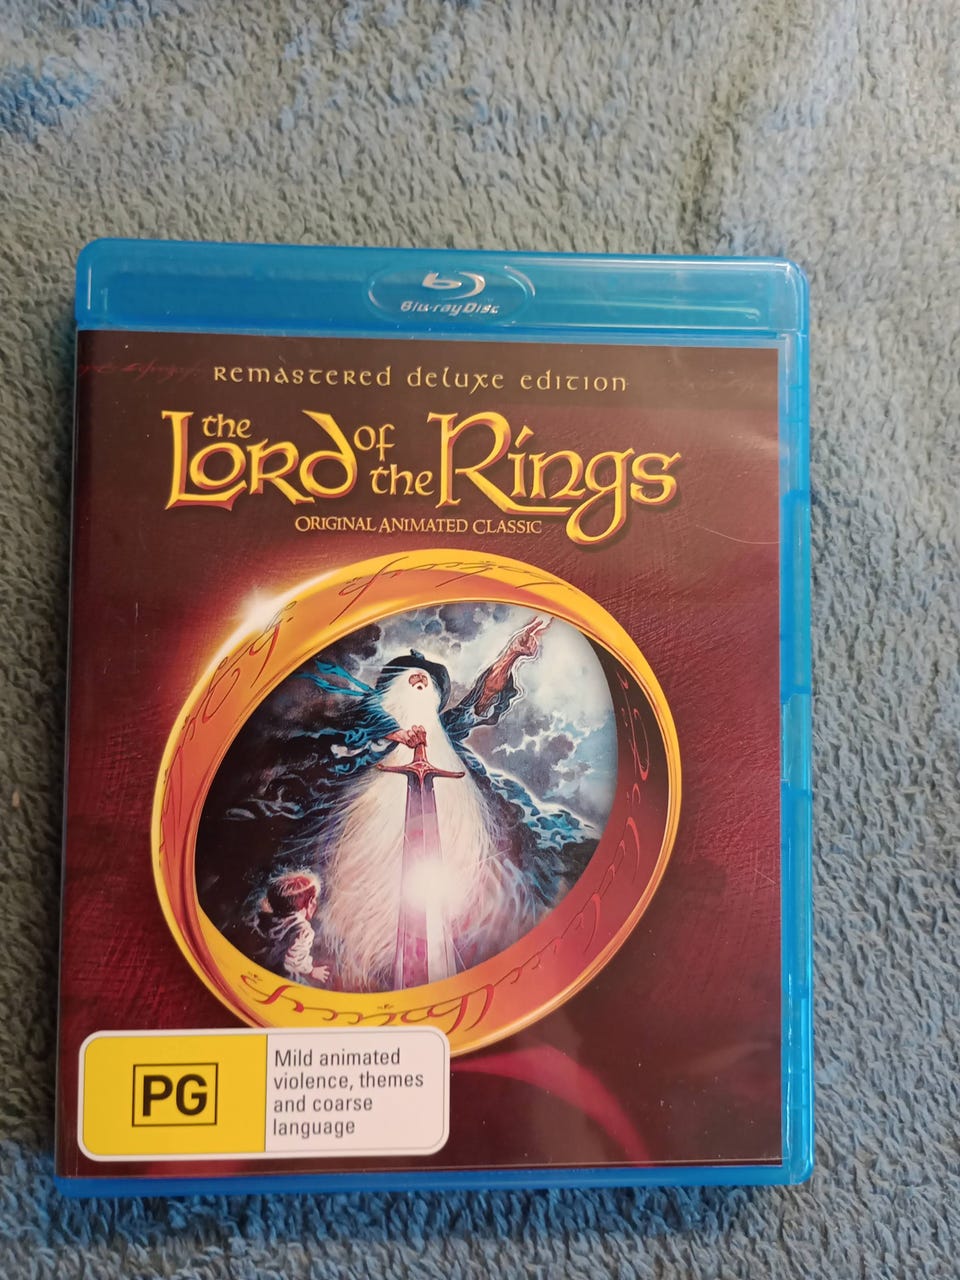 Blu-ray Disc
REMASTERED DELUXE EDITION
the LORD of the Rings
ORIGINAL ANIMATED CLASSIC
PG
Mild animated
violence, themes
and coarse
language